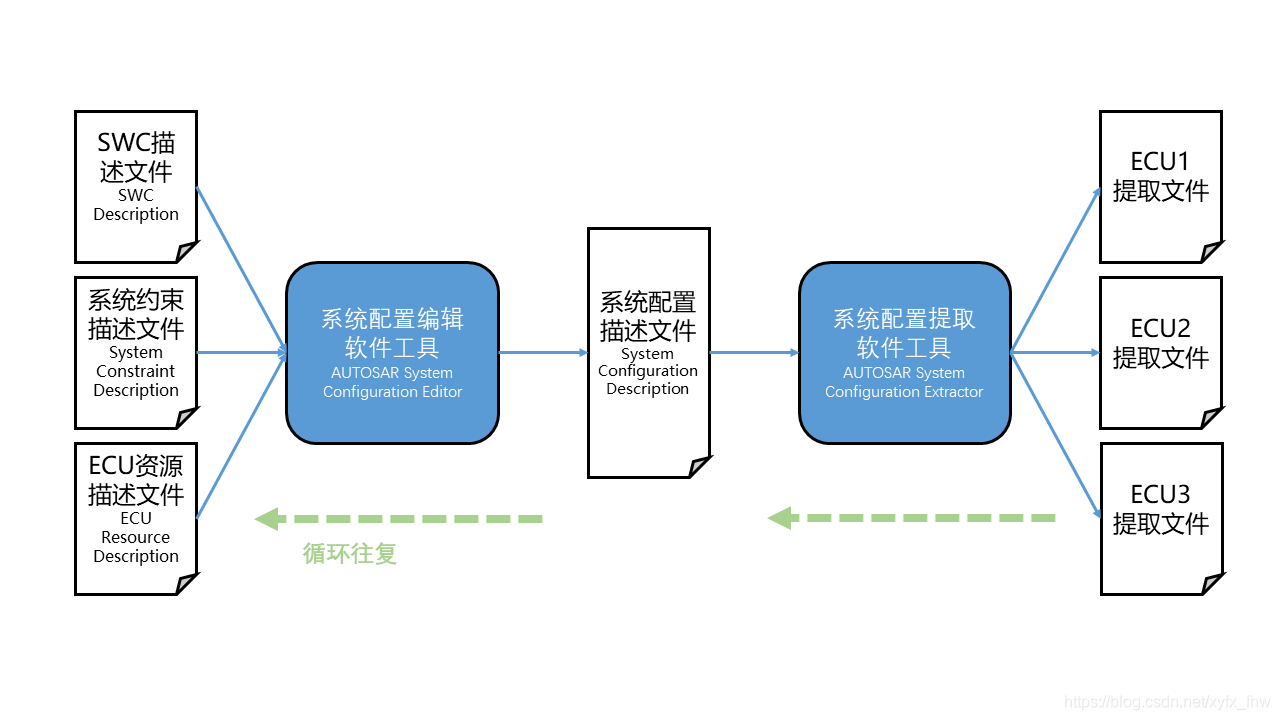 SWC描
述文件
SWC
Description
系统约束
描述文件
System
Constraint
Description
ECU资源
描述文件
ECU
Resource
Description
系统配置编辑
软件工具
AUTOSAR System
Configuration Editor
系统配置
描述文件
System
Configuration
Description
系统配置提取
软件工具
AUTOSAR System
Configuration Extractor
ECU1
提取文件
ECU2
提取文件
ECU3
提取文件
循环往复
https://blog.csdn.net/xyfx_fhw